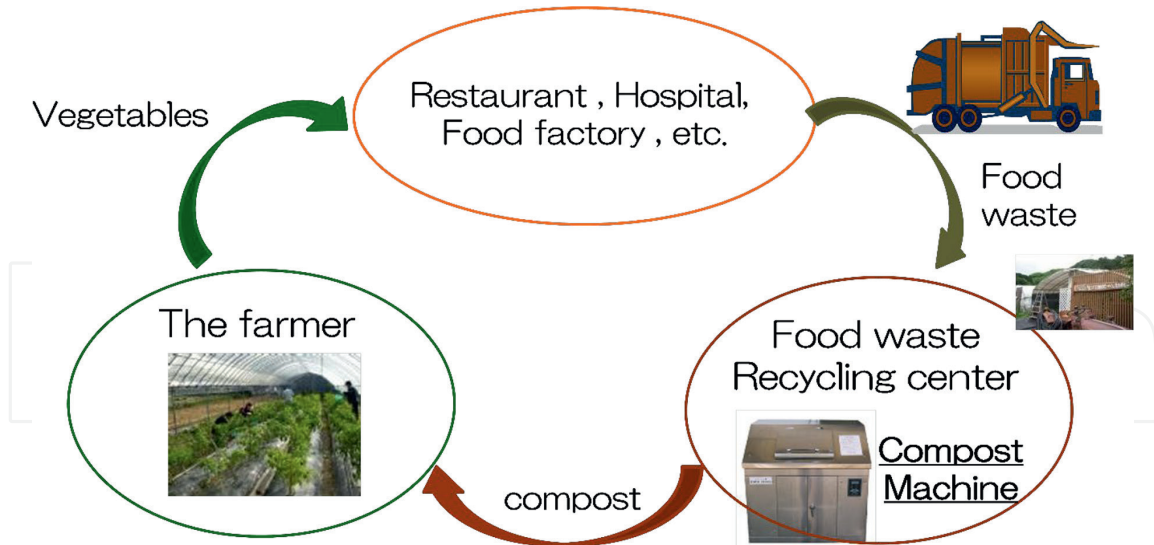 Vegetables
Restaurant , Hospital,
Food factory , etc.
Food
waste
The farmer
Food waste
Recycling center
Compost
Machine
compost